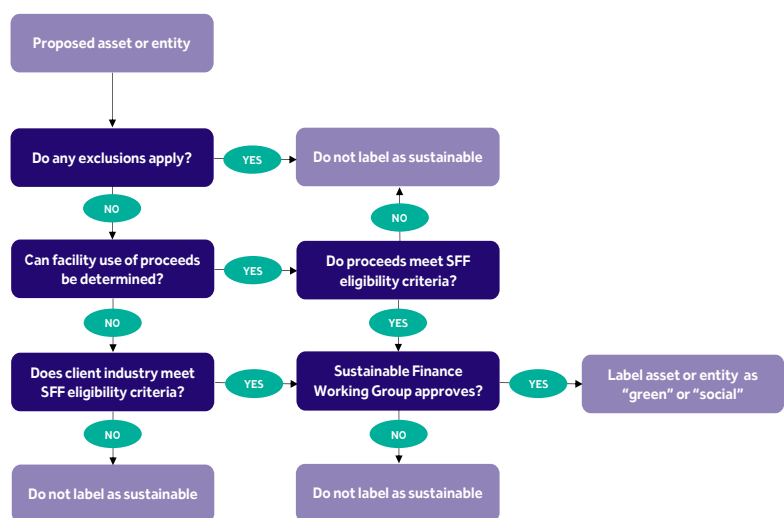 Proposed asset or entity
Do any exclusions apply?
YES
Do not label as sustainable
NO
NO
Can facility use of proceeds
be determined?
YES
Do proceeds meet SFF
eligibility criteria?
NO
YES
Does client industry meet
SFF eligibility criteria?
YES
Sustainable Finance
Working Group approves?
YES
Label asset or entity as
“green” or “social”
NO
NO
Do not label as sustainable
Do not label as sustainable